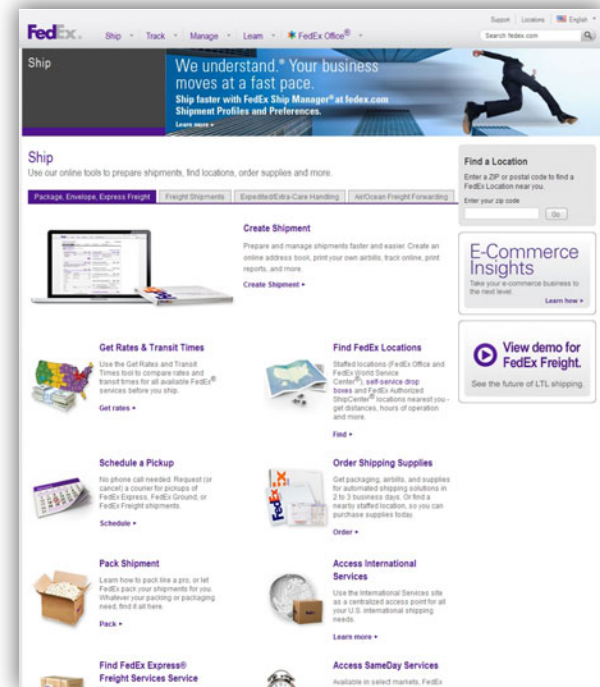 Support Locations English
FedEx. Ship Track Manage Learn FedEx Office®
Search fedex.com
Ship
We understand.® Your business
moves at a fast pace.
Ship faster with FedEx Ship Manager® at fedex.com
Shipment Profiles and Preferences.
Learn more
Ship
Use our online tools to prepare shipments, find locations, order supplies and more.
Package, Envelope, Express Freight Freight Shipments Expedited/Extra-Care Handling Air/Ocean Freight Forwarding
Create Shipment
Prepare and manage shipments faster and easier. Create an
online address book, print your own airbills, track online, print
reports, and more.
Create Shipment
Get Rates & Transit Times
Use the Get Rates and Transit
Times tool to compare rates and
transit times for all available FedEx®
services before you ship.
Get rates
Find FedEx Locations
Staffed locations (FedEx Office and
FedEx World Service
Center®), self-service drop
boxes and FedEx Authorized
ShipCenter® locations nearest you -
get distances, hours of operation
and more.
Find
Schedule a Pickup
No phone call needed. Request (or
cancel) a courier for pickups of
FedEx Express, FedEx Ground, or
FedEx Freight shipments.
Schedule
FedEx
Order Shipping Supplies
Get packaging, airbills, and supplies
for automated shipping solutions in
2 to 3 business days. Or find a
nearby staffed location, so you can
purchase supplies today.
Order
Pack Shipment
Learn how to pack like a pro, or let
FedEx pack your shipments for you.
Whatever your packing or packaging
need, find it all here.
Pack
Access International
Services
Use the International Services site
as a centralized access point for all
your U.S. international shipping
needs.
Learn more
Find FedEx Express®
Freight Services Service
Access SameDay Services
Available in select markets, FedEx
Find a Location
Enter a ZIP or postal code to find a
FedEx Location near you.
Enter your zip code
Go
E-Commerce
Insights
Take your e-commerce business to
the next level.
Learn how
View demo for
FedEx Freight.
See the future of LTL shipping.